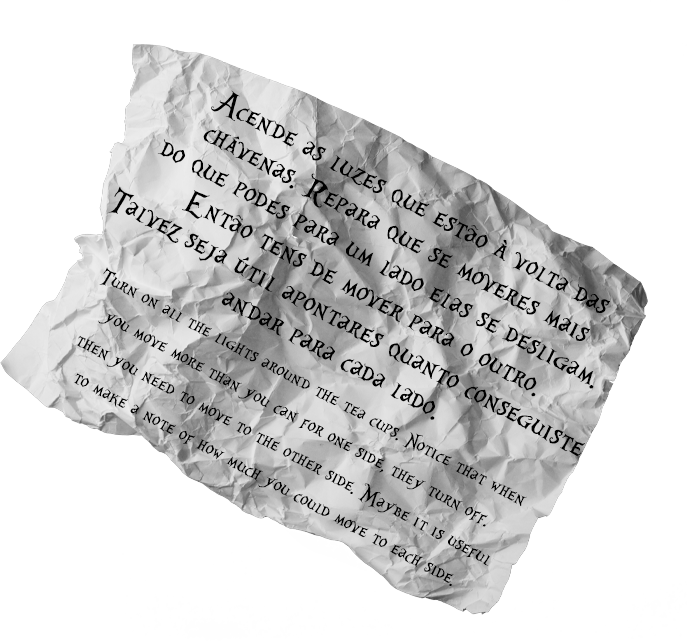 Acende as luzes que estão à volta das
chávenas. Repara que se moveres mais
do que podes para um lado elas se desligam.
Então tens de mover para o outro.
Talvez seja útil apontares quanto conseguiste
andar para cada lado.
Turn on all the lights around the tea cups. Notice that when
you move more than you can for one side, they turn off.
then you need to move to the other side. Maybe it is useful
to make a note of how much you could move to each side.